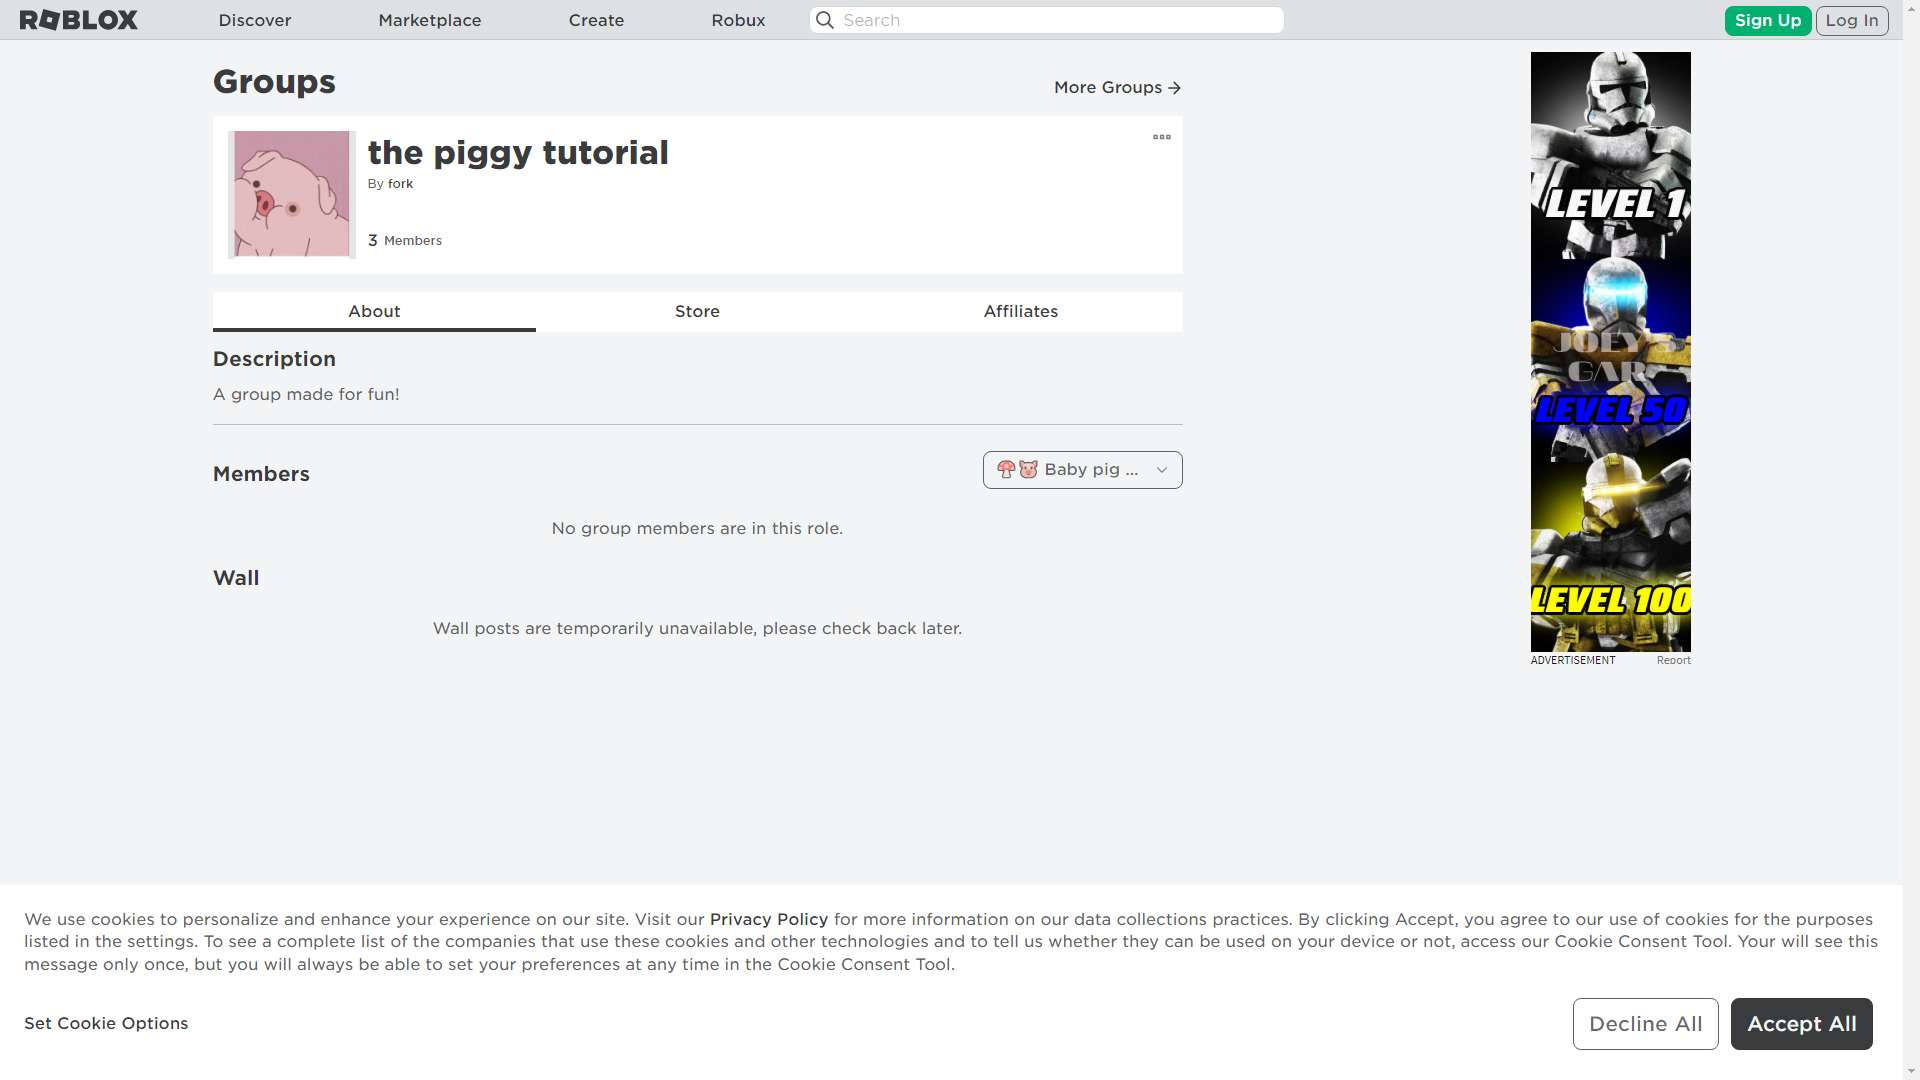 ROBLOX Discover Marketplace Create Robux Search Sign Up Log In
Groups
More Groups
the piggy tutorial
By fork
3 Members
About Store Affiliates
Description
A group made for fun!
Members
🍄🐷 Baby pig ...
No group members are in this role.
Wall
Wall posts are temporarily unavailable, please check back later.
LEVEL 1
JOEY'S
LEVEL 50
LEVEL 100
ADVERTISEMENT Report
We use cookies to personalize and enhance your experience on our site. Visit our Privacy Policy for more information on our data collections practices. By clicking Accept, you agree to our use of cookies for the purposes
listed in the settings. To see a complete list of the companies that use these cookies and other technologies and to tell us whether they can be used on your device or not, access our Cookie Consent Tool. Your will see this
message only once, but you will always be able to set your preferences at any time in the Cookie Consent Tool.
Set Cookie Options
Decline All
Accept All